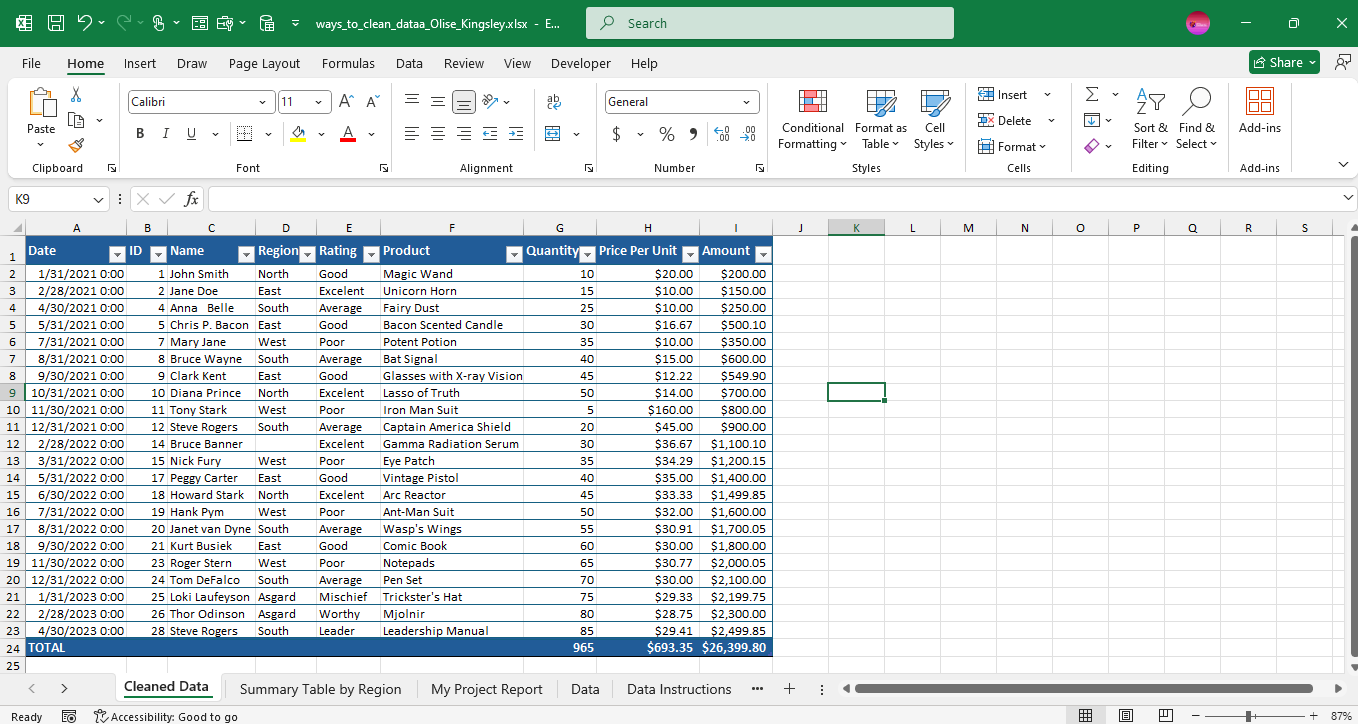 ways_to_clean_dataa_Olise_Kingsley.xlsx - E...
Search
File Home Insert Draw Page Layout Formulas Data Review View Developer Help
Share
Paste
Clipboard
Calibri 11
B I U
Font
ab
Alignment
General
$ % 9
Number
Conditional Formatting
Format as Table
Cell Styles
Styles
Insert
Delete
Format
Cells
Sort & Filter
Find & Select
Editing
Add-ins
Add-ins
K9
fx
A B C D E F G H I J K L M N O P Q R S
1 Date ID Name Region Rating Product Quantity Price Per Unit Amount
2 1/31/2021 0:00 1 John Smith North Good Magic Wand 10 $20.00 $200.00
3 2/28/2021 0:00 2 Jane Doe East Excelent Unicorn Horn 15 $10.00 $150.00
4 4/30/2021 0:00 4 Anna   Belle South Average Fairy Dust 25 $10.00 $250.00
5 5/31/2021 0:00 5 Chris P. Bacon East Good Bacon Scented Candle 30 $16.67 $500.10
6 7/31/2021 0:00 7 Mary Jane West Poor Potent Potion 35 $10.00 $350.00
7 8/31/2021 0:00 8 Bruce Wayne South Average Bat Signal 40 $15.00 $600.00
8 9/30/2021 0:00 9 Clark Kent East Good Glasses with X-ray Vision 45 $12.22 $549.90
9 10/31/2021 0:00 10 Diana Prince North Excelent Lasso of Truth 50 $14.00 $700.00
10 11/30/2021 0:00 11 Tony Stark West Poor Iron Man Suit 5 $160.00 $800.00
11 12/31/2021 0:00 12 Steve Rogers South Average Captain America Shield 20 $45.00 $900.00
12 2/28/2022 0:00 14 Bruce Banner Excelent Gamma Radiation Serum 30 $36.67 $1,100.10
13 3/31/2022 0:00 15 Nick Fury West Poor Eye Patch 35 $34.29 $1,200.15
14 5/31/2022 0:00 17 Peggy Carter East Good Vintage Pistol 40 $35.00 $1,400.00
15 6/30/2022 0:00 18 Howard Stark North Excelent Arc Reactor 45 $33.33 $1,499.85
16 7/31/2022 0:00 19 Hank Pym West Poor Ant-Man Suit 50 $32.00 $1,600.00
17 8/31/2022 0:00 20 Janet van Dyne South Average Wasp's Wings 55 $30.91 $1,700.05
18 9/30/2022 0:00 21 Kurt Busiek East Good Comic Book 60 $30.00 $1,800.00
19 11/30/2022 0:00 23 Roger Stern West Poor Notepads 65 $30.77 $2,000.05
20 12/31/2022 0:00 24 Tom DeFalco South Average Pen Set 70 $30.00 $2,100.00
21 1/31/2023 0:00 25 Loki Laufeyson Asgard Mischief Trickster's Hat 75 $29.33 $2,199.75
22 2/28/2023 0:00 26 Thor Odinson Asgard Worthy Mjolnir 80 $28.75 $2,300.00
23 4/30/2023 0:00 28 Steve Rogers South Leader Leadership Manual 85 $29.41 $2,499.85
24 TOTAL 965 $693.35 $26,399.80
25
Cleaned Data Summary Table by Region My Project Report Data Data Instructions ...
Ready Accessibility: Good to go 87%